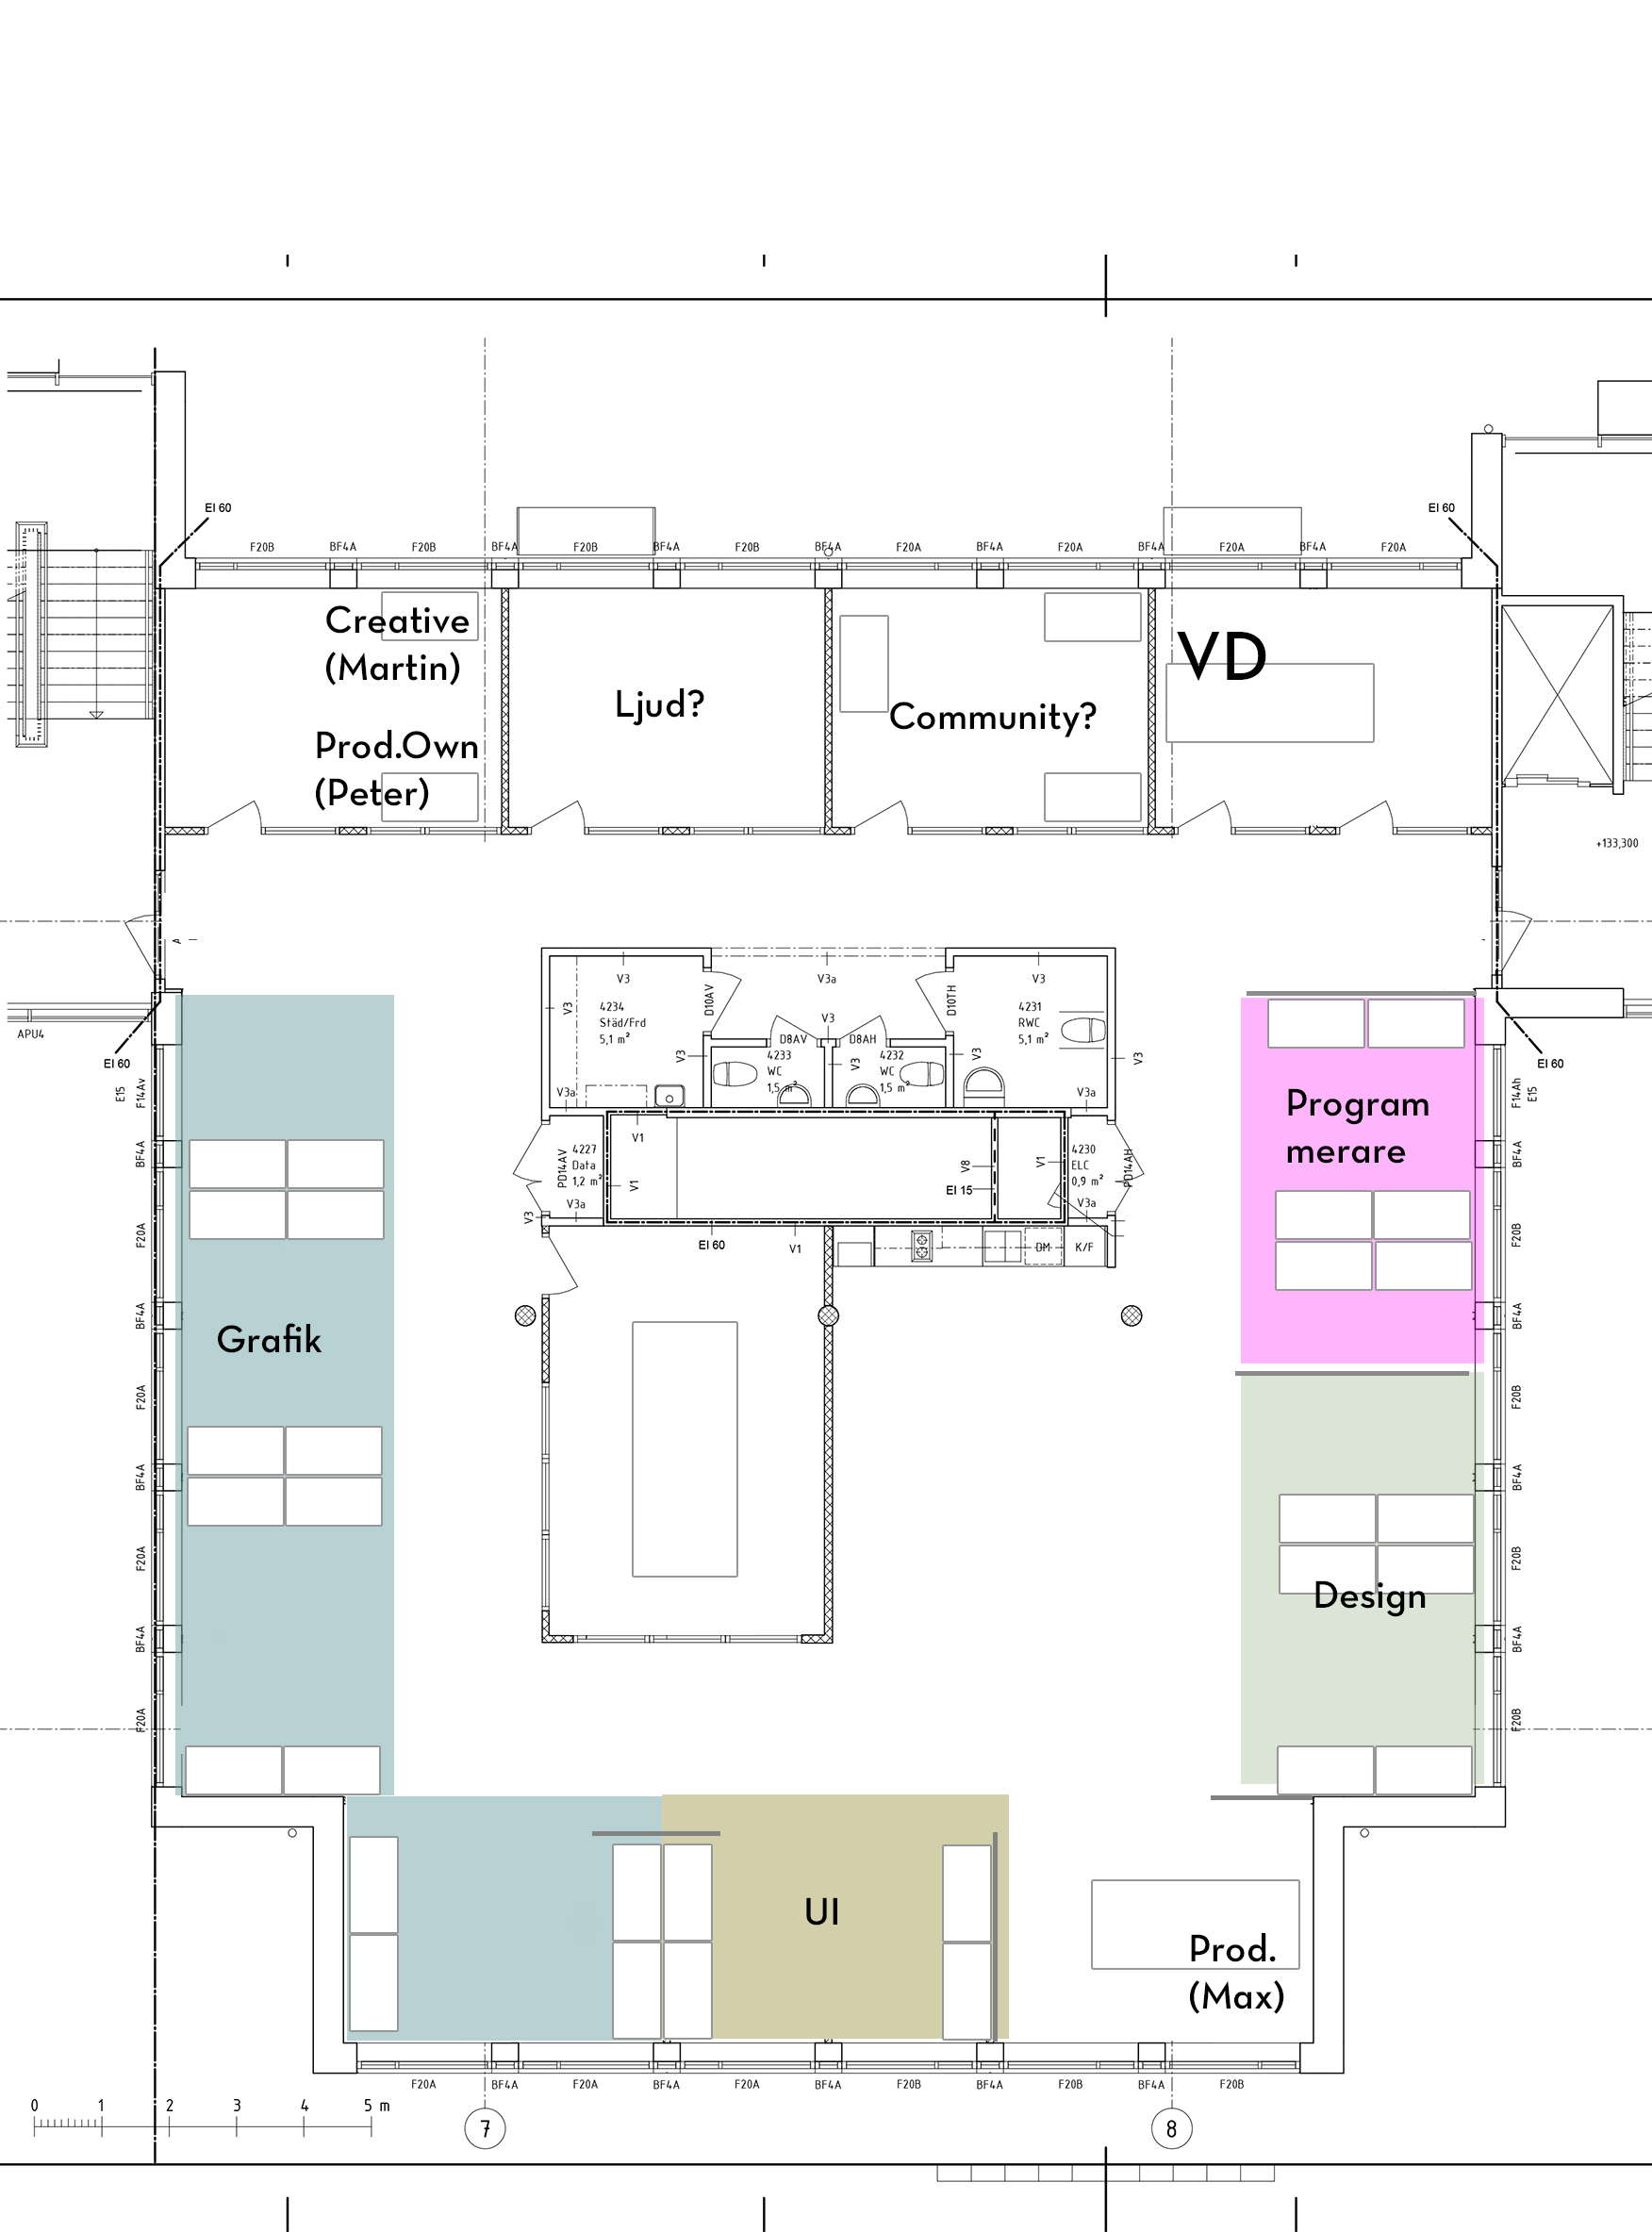 EI 60
EI 60
F20B
BF4A
F20B
BF4A
F20B
BF4A
F20B
BF4A
F20A
BF4A
F20A
BF4A
F20A
BF4A
F20A
Creative
(Martin)
Prod.Own
(Peter)
Ljud?
Community?
VD
+133,300
A
APU4
EI 60
EI 60
V3
V3a
V3
V3
4234
Städ/Frd
5,1 m²
D10AV
D10TH
4231
RWC
5,1 m²
V3
D8AV
D8AH
V3
4233
WC
1,5 m²
V3
4232
WC
1,5 m²
V3
V3
V3a
V3a
E15
F14Av
BF4A
F20A
BF4A
F20A
BF4A
F20A
BF4A
F20A
Grafik
V1
PD14AV
4227
Data
1,2 m²
V3a
V1
V8
EI 15
V1
4230
ELC
0,9 m²
V3a
PD14AH
V3
EI 60
V1
DM
K/F
Program
merare
F14Ah
E15
BF4A
F20B
BF4A
F20B
BF4A
F20B
BF4A
F20B
Design
UI
Prod.
(Max)
F20A
BF4A
F20A
BF4A
F20A
BF4A
F20B
BF4A
F20B
BF4A
F20B
0 1 2 3 4 5 m
7
8